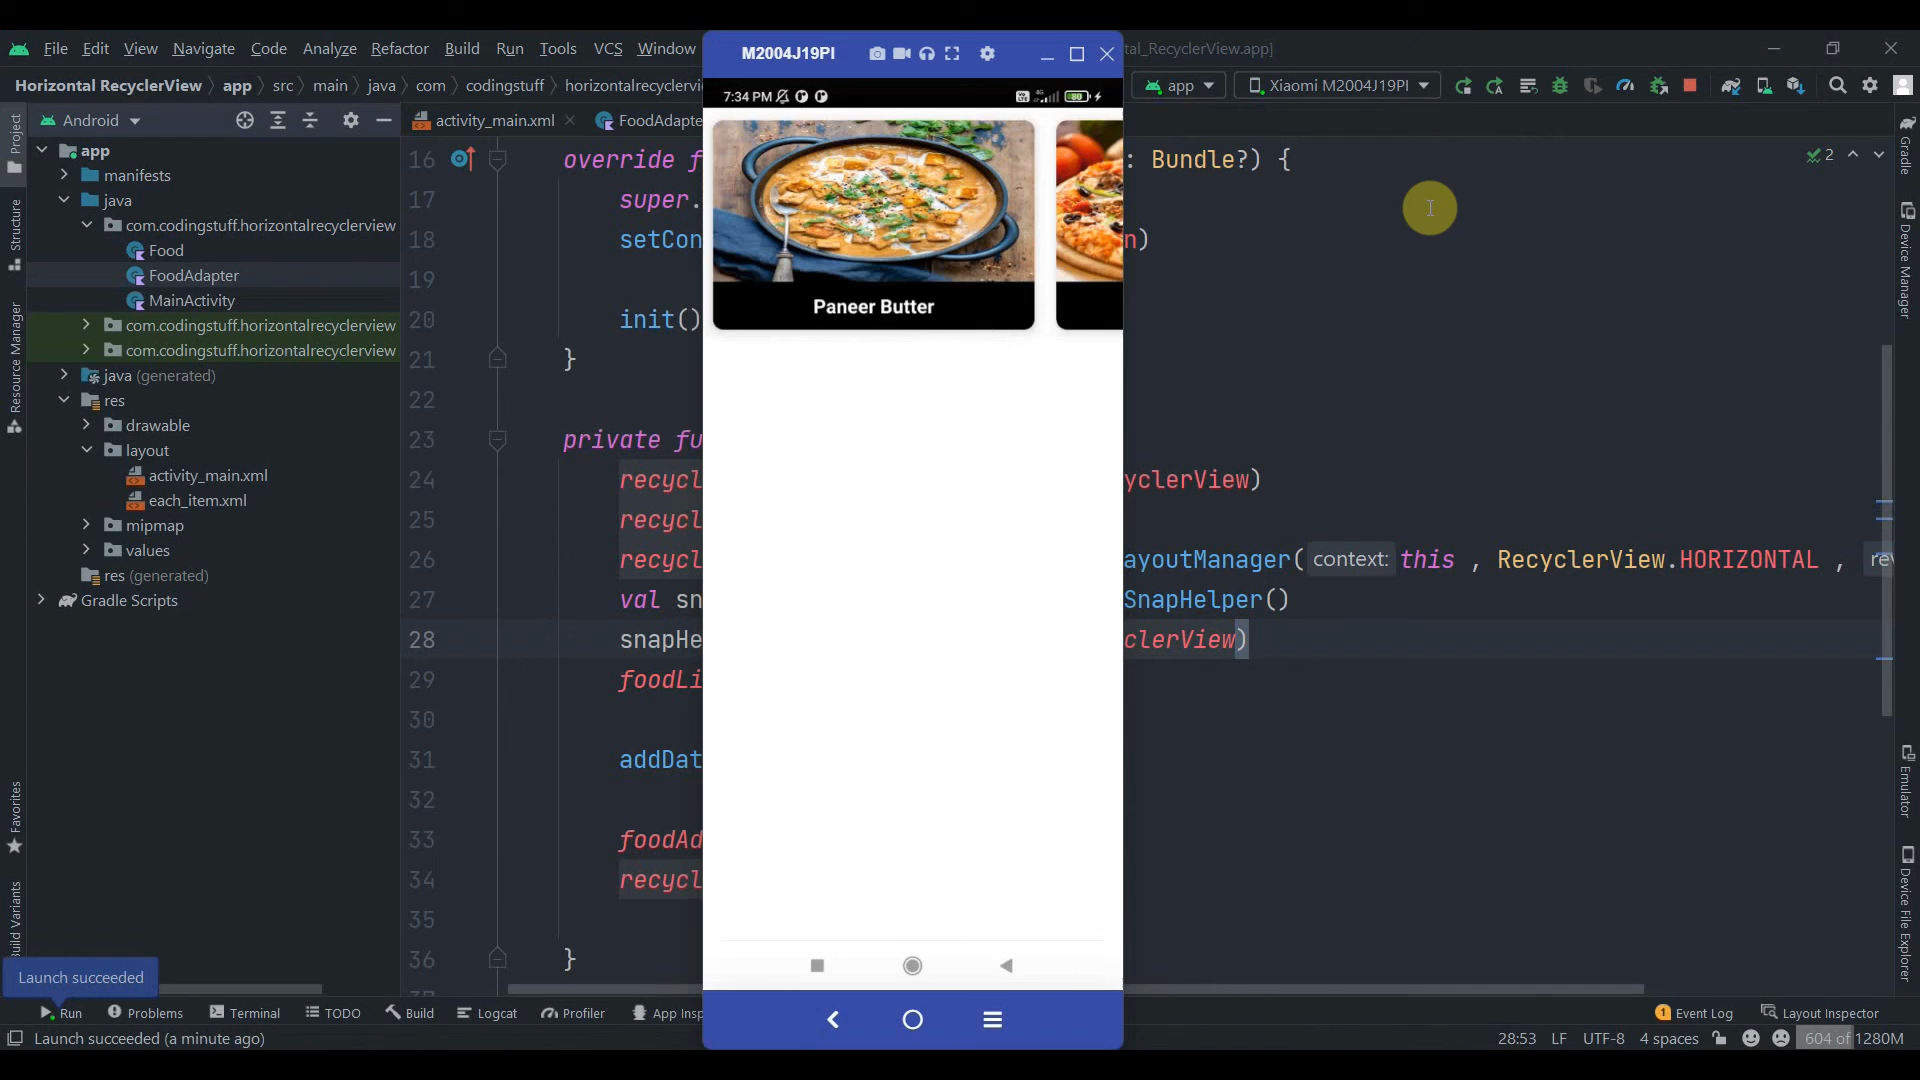 File Edit View Navigate Code Analyze Refactor Build Run Tools VCS Window
M2004J19PI
tal_RecyclerView.app]
Horizontal RecyclerView app src main java com codingstuff horizontalrecyclervi
app Xiaomi M2004J19PI
7:34 PM
80
Android
activity_main.xml FoodAdapte
app
manifests
java
com.codingstuff.horizontalrecyclerview
Food
FoodAdapter
MainActivity
com.codingstuff.horizontalrecyclerview
com.codingstuff.horizontalrecyclerview
java (generated)
res
drawable
layout
activity_main.xml
each_item.xml
mipmap
values
res (generated)
Gradle Scripts
Project
Structure
Resource Manager
Favorites
Build Variants
16 override f : Bundle?) {
17 super.
18 setCon n)
19
20 init()
21 }
22
23 private fu
24 recycl yclerView)
25 recycl
26 recycl ayoutManager( context: this , RecyclerView.HORIZONTAL , rev
27 val sn SnapHelper()
28 snapHe clerView)
29 foodLi
30
31 addDat
32
33 foodAd
34 recycl
35
36 }
2
Paneer Butter
Gradle
Device Manager
Emulator
Device File Explorer
Launch succeeded
Run Problems Terminal TODO Build Logcat Profiler App Insp
1 Event Log Layout Inspector
Launch succeeded (a minute ago)
28:53 LF UTF-8 4 spaces 604 of 1280M